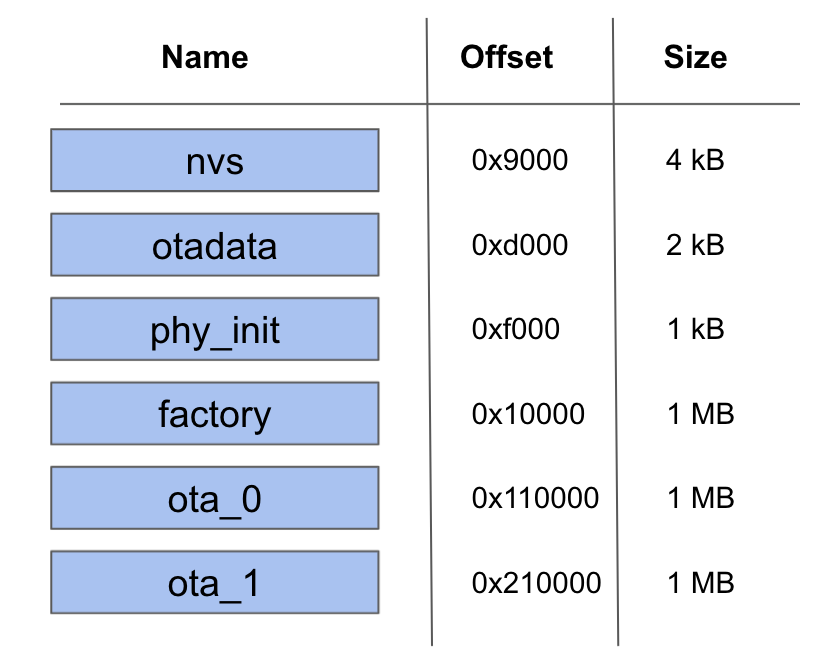 Name Offset Size
nvs 0x9000 4 kB
otadata 0xd000 2 kB
phy_init 0xf000 1 kB
factory 0x10000 1 MB
ota_0 0x110000 1 MB
ota_1 0x210000 1 MB